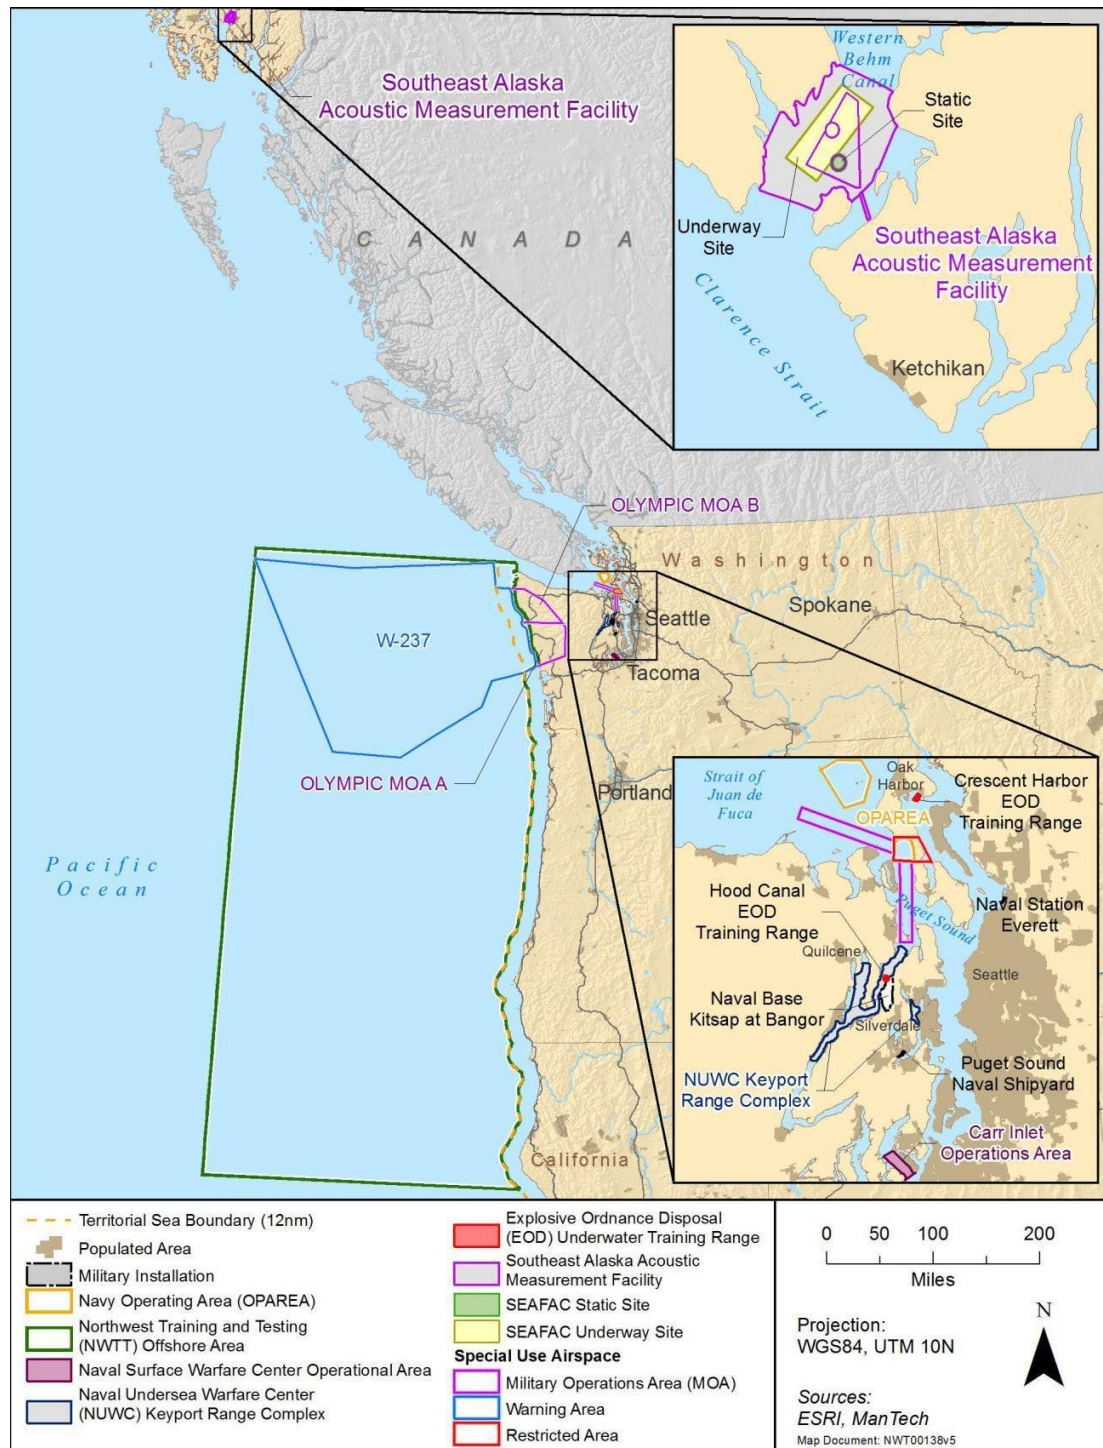 Southeast Alaska
Acoustic Measurement Facility
Western
Behm
Canal
Static
Site
Underway
Site
Southeast Alaska
Acoustic Measurement
Facility
Clarence Strait
Ketchikan
CANADA
OLYMPIC MOA B
Washington
Spokane
Seattle
W-237
Tacoma
OLYMPIC MOA A
Portland
Pacific
Ocean
California
Strait of
Juan de
Fuca
Oak
Harbor
Crescent Harbor
EOD
Training Range
OPAREA
Hood Canal
EOD
Training Range
Puget Sound
Naval Station
Everett
Quilcene
Seattle
Naval Base
Kitsap at Bangor
Silverdale
Puget Sound
Naval Shipyard
NUWC Keyport
Range Complex
Carr Inlet
Operations Area
Territorial Sea Boundary (12nm)
Populated Area
Military Installation
Navy Operating Area (OPAREA)
Northwest Training and Testing
(NWTT) Offshore Area
Naval Surface Warfare Center Operational Area
Naval Undersea Warfare Center
(NUWC) Keyport Range Complex
Explosive Ordnance Disposal
(EOD) Underwater Training Range
Southeast Alaska Acoustic
Measurement Facility
SEAFAC Static Site
SEAFAC Underway Site
Special Use Airspace
Military Operations Area (MOA)
Warning Area
Restricted Area
0 50 100 200
Miles
N
Projection:
WGS84, UTM 10N
Sources:
ESRI, ManTech
Map Document: NWT00138v5